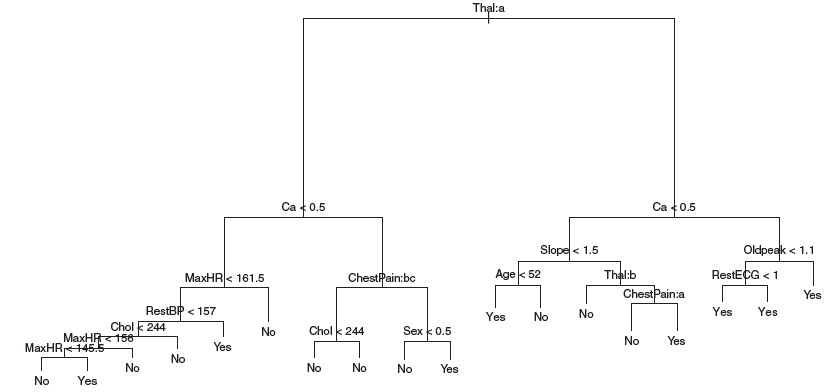 Thal:a
Ca < 0.5
Ca < 0.5
Slope < 1.5
Oldpeak < 1.1
MaxHR < 161.5
ChestPain:bc
Age < 52
Thal:b
RestECG < 1
ChestPain:a
Yes
RestBP < 157
Yes
No
No
Yes
Yes
Chol < 244
MaxHR < 156
MaxHR < 145.5
No
Yes
No
No
Yes
No
Chol < 244
Sex < 0.5
No
No
No
Yes
No
Yes